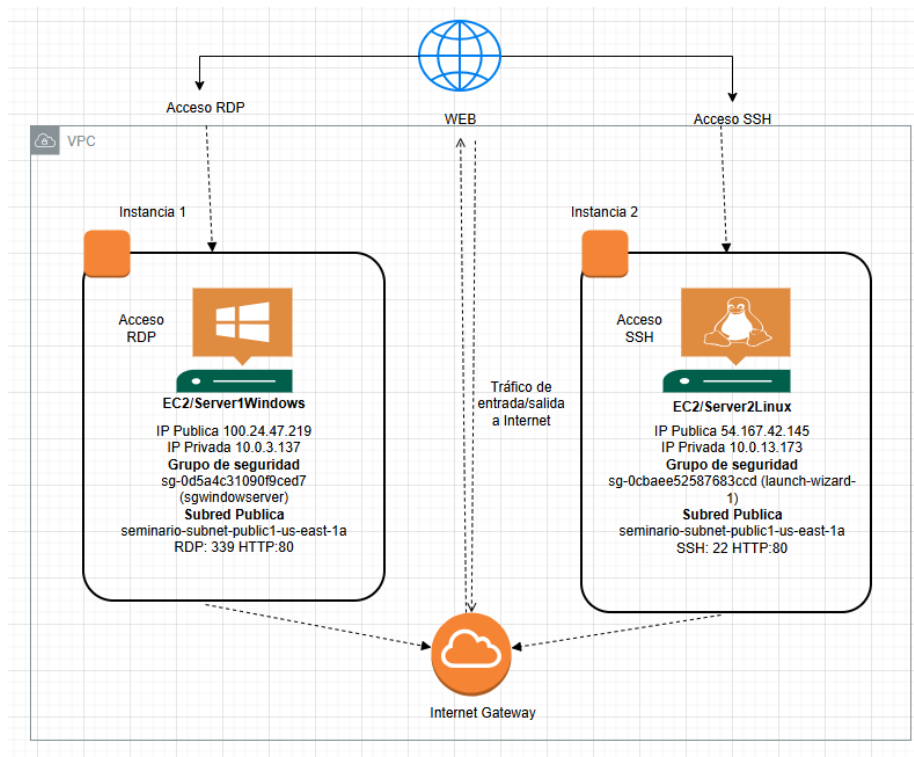 Acceso RDP
WEB
Acceso SSH
VPC
Instancia 1
Instancia 2
Acceso
RDP
EC2/Server1Windows
IP Publica 100.24.47.219
IP Privada 10.0.3.137
Grupo de seguridad
sg-0d5a4c31090f9ced7
(sgwindowserver)
Subred Publica
seminario-subnet-public1-us-east-1a
RDP: 339 HTTP:80
Tráfico de
entrada/salida
a Internet
Acceso
SSH
EC2/Server2Linux
IP Publica 54.167.42.145
IP Privada 10.0.13.173
Grupo de seguridad
sg-0cbaee52587683ccd (launch-wizard-
1)
Subred Publica
seminario-subnet-public1-us-east-1a
SSH: 22 HTTP:80
Internet Gateway